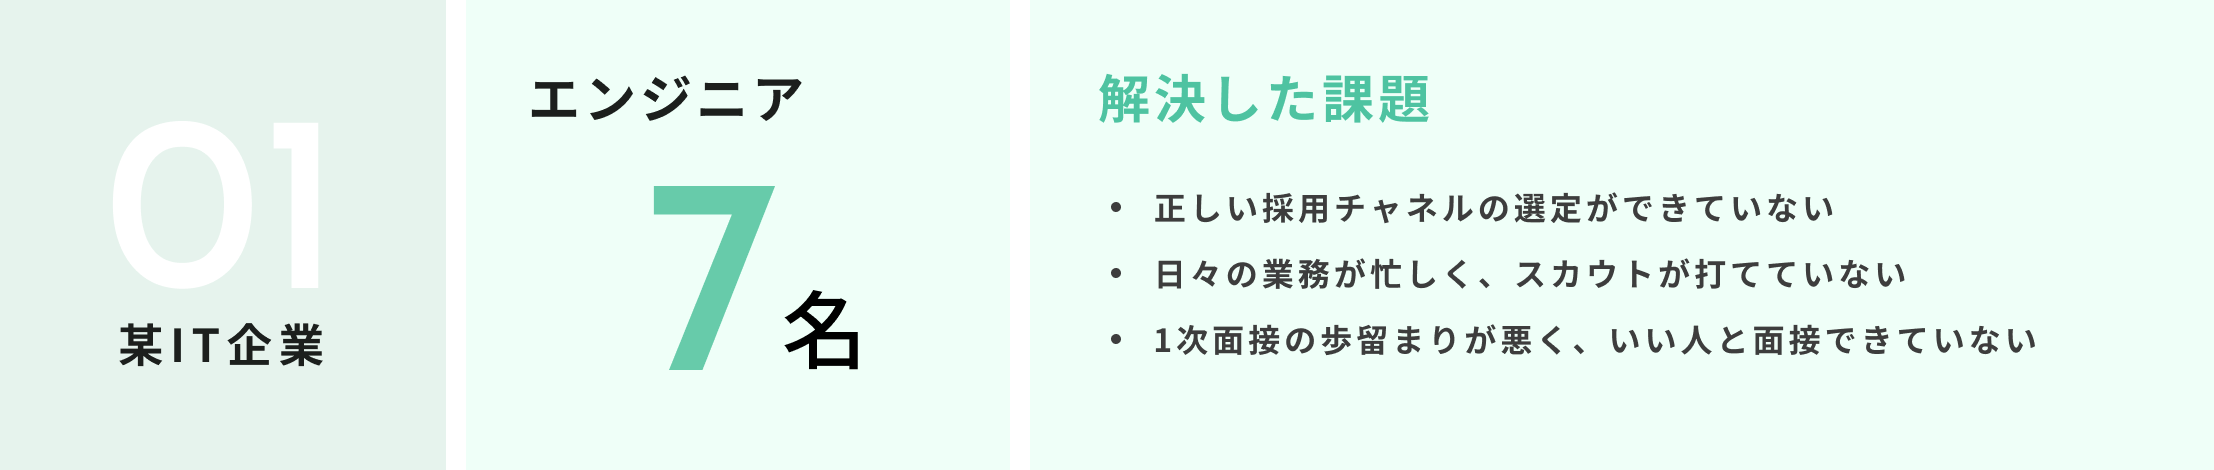 01
某IT企業
エンジニア
7名
解決した課題
• 正しい採用チャネルの選定ができていない
• 日々の業務が忙しく、スカウトが打てていない
• 1次面接の歩留まりが悪く、いい人と面接できていない